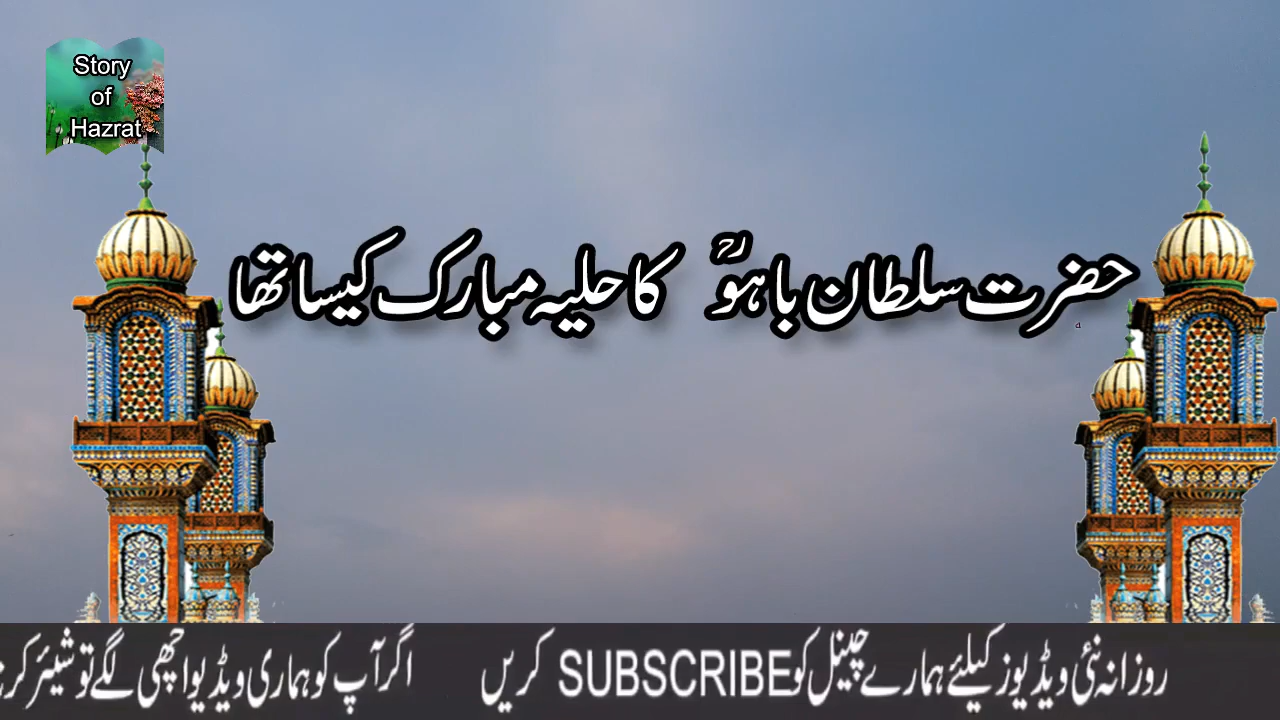 Story
of
Hazrat
حضرت سلطان باہوؒ کا حلیہ مبارک کیسا تھا
روزانہ نئی ویڈیوز کیلئے ہمارے چینل کو SUBSCRIBE کریں اگر آپ کو ہماری ویڈیو اچھی لگے تو شیئر